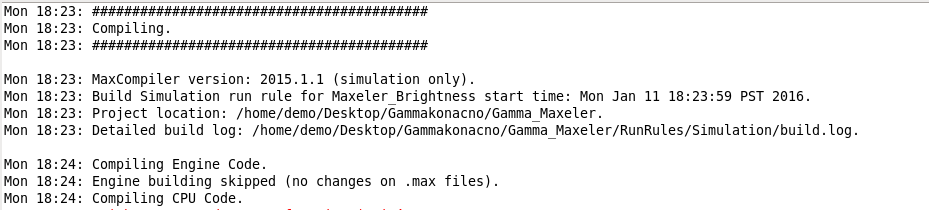 Mon 18:23: ##########################################
Mon 18:23: Compiling.
Mon 18:23: ##########################################
Mon 18:23: MaxCompiler version: 2015.1.1 (simulation only).
Mon 18:23: Build Simulation run rule for Maxeler_Brightness start time: Mon Jan 11 18:23:59 PST 2016.
Mon 18:23: Project location: /home/demo/Desktop/Gammakonacno/Gamma_Maxeler.
Mon 18:23: Detailed build log: /home/demo/Desktop/Gammakonacno/Gamma_Maxeler/RunRules/Simulation/build.log.
Mon 18:24: Compiling Engine Code.
Mon 18:24: Engine building skipped (no changes on .max files).
Mon 18:24: Compiling CPU Code.